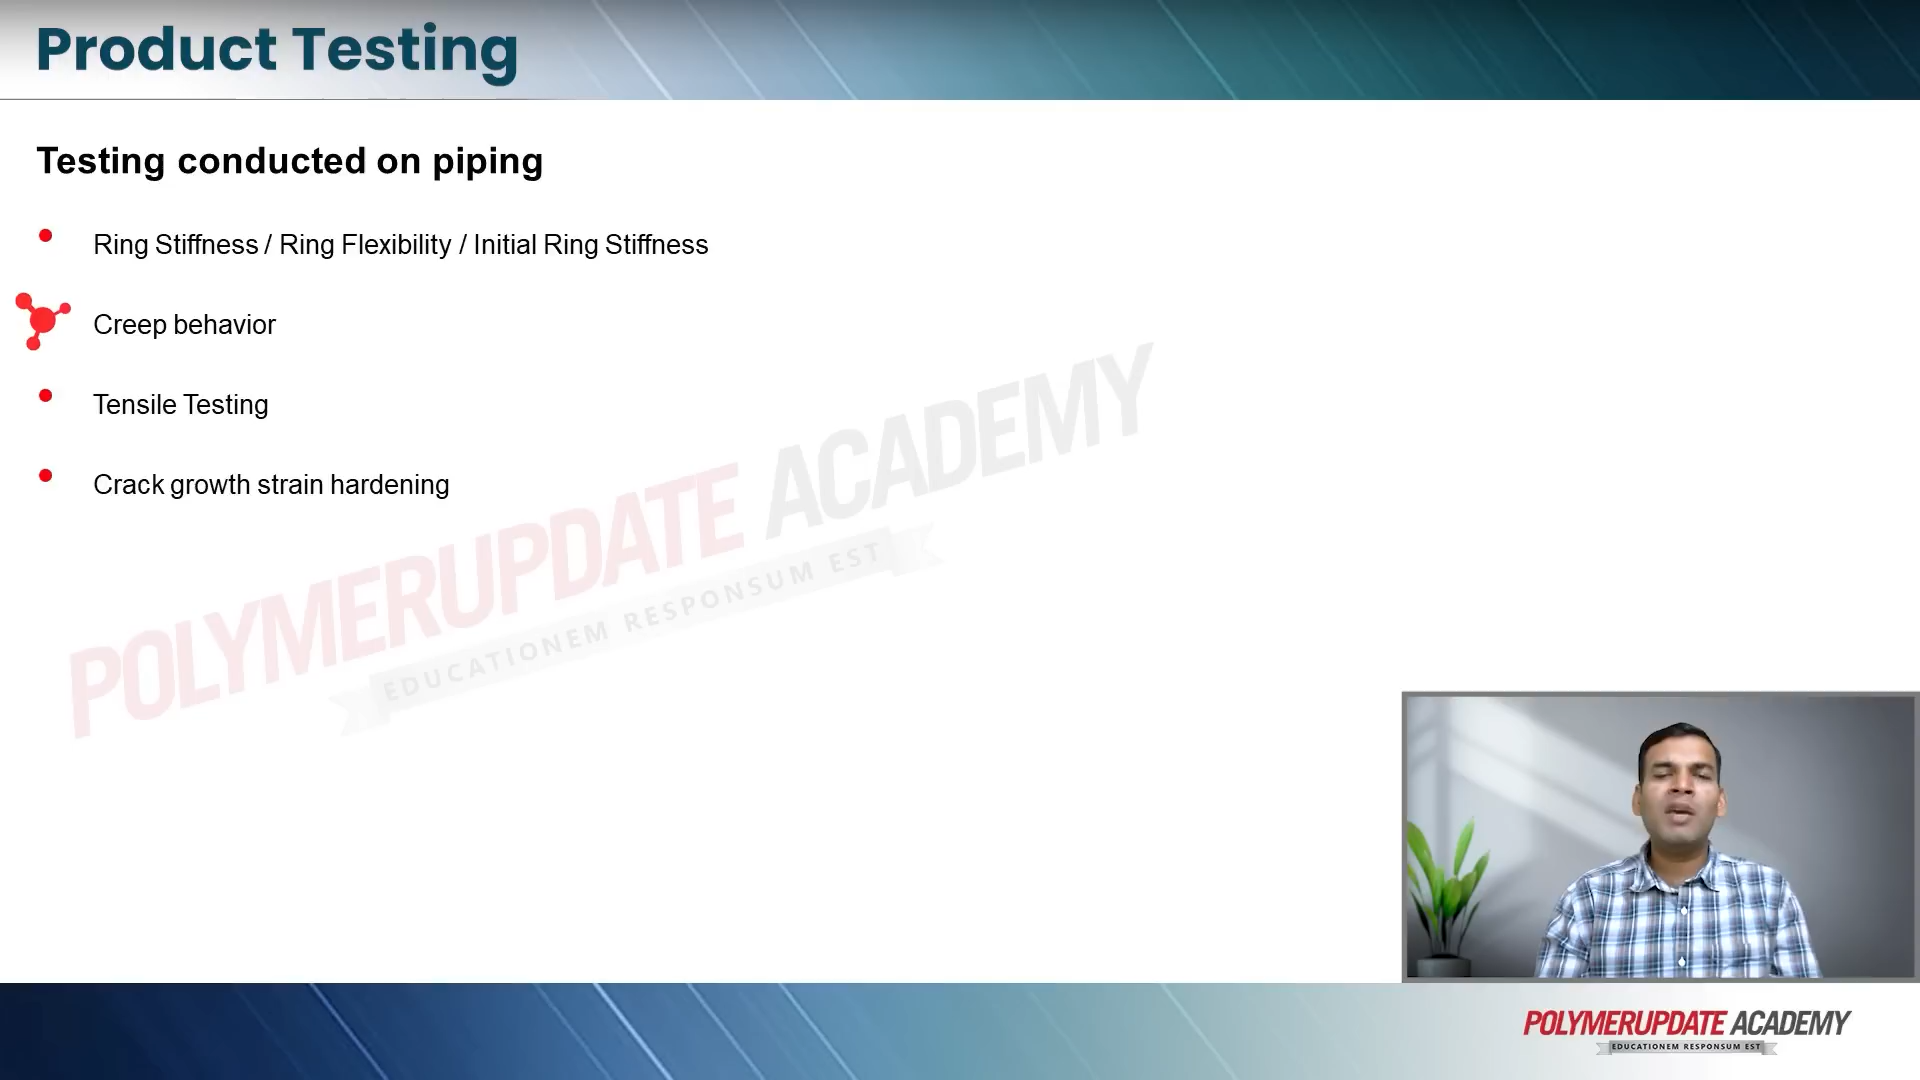 Product Testing
Testing conducted on piping
Ring Stiffness / Ring Flexibility / Initial Ring Stiffness
Creep behavior
Tensile Testing
Crack growth strain hardening
POLYMERUPDATE ACADEMY
EDUCATIONEM RESPONSUM EST
POLYMERUPDATE ACADEMY
EDUCATIONEM RESPONSUM EST